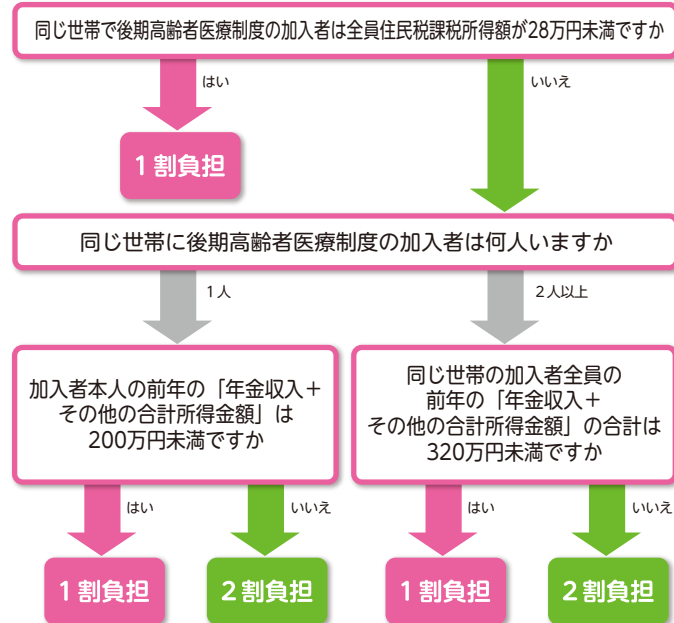 同じ世帯で後期高齢者医療制度の加入者は全員住民税課税所得額が28万円未満ですか
はい
いいえ
1割負担
同じ世帯に後期高齢者医療制度の加入者は何人いますか
1人
2人以上
加入者本人の前年の「年金収入＋
その他の合計所得金額」は
200万円未満ですか
同じ世帯の加入者全員の
前年の「年金収入＋
その他の合計所得金額」の合計は
320万円未満ですか
はい
いいえ
はい
いいえ
1割負担
2割負担
1割負担
2割負担